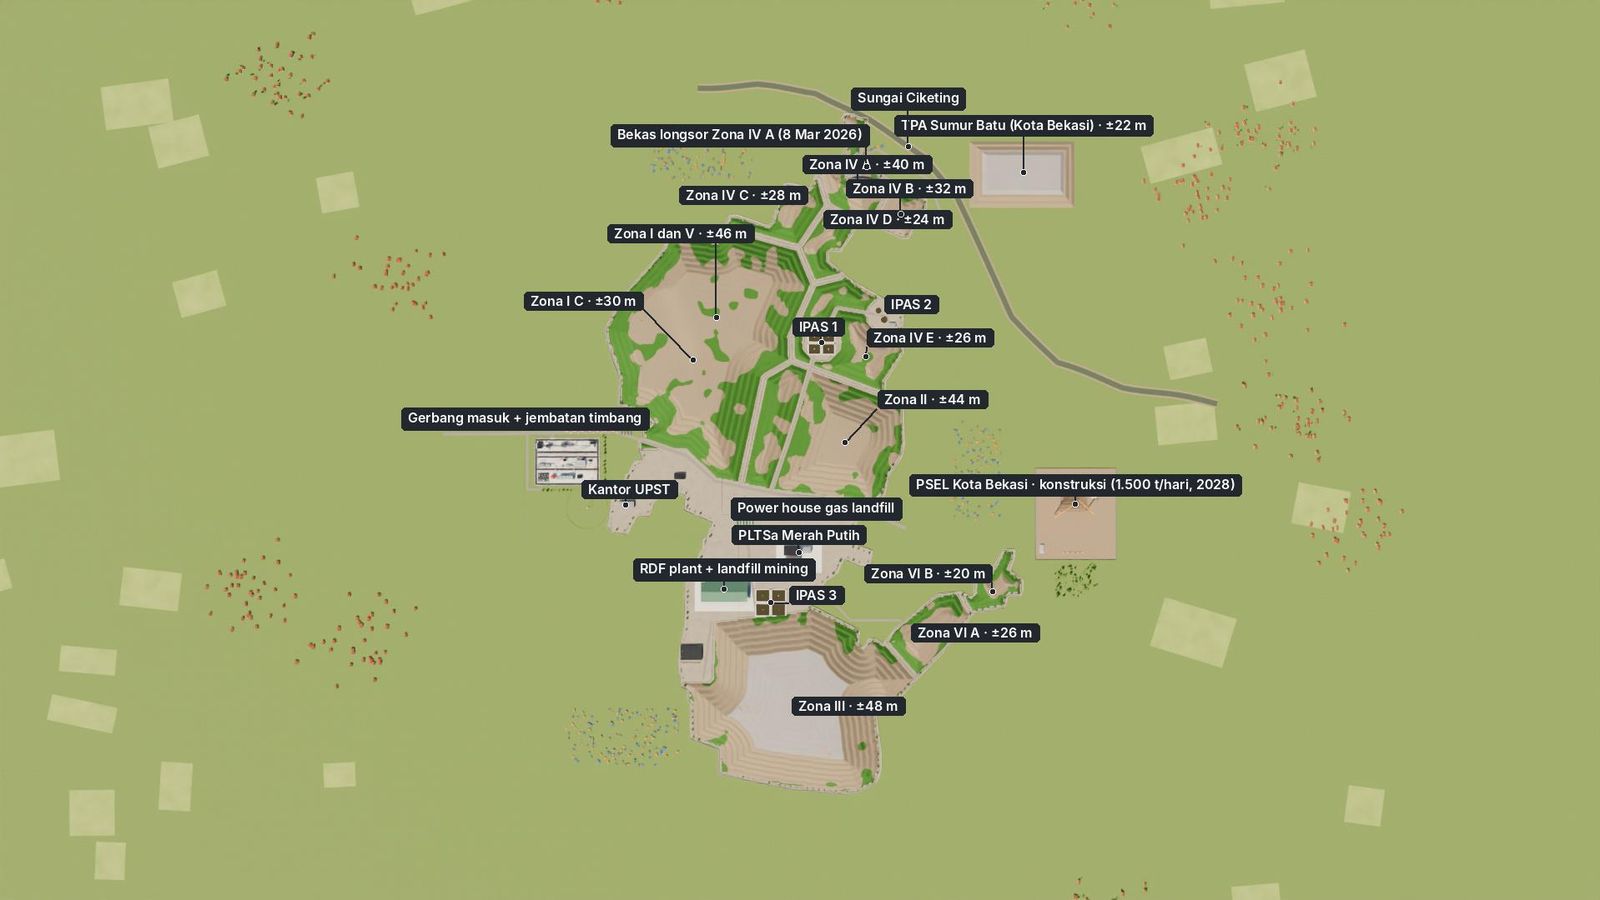 Sungai Ciketing
TPA Sumur Batu (Kota Bekasi) · ±22 m
Bekas longsor Zona IV A (8 Mar 2026)
Zona IV A · ±40 m
Zona IV B · ±32 m
Zona IV C · ±28 m
Zona IV D · ±24 m
Zona I dan V · ±46 m
Zona I C · ±30 m
IPAS 2
IPAS 1
Zona IV E · ±26 m
Zona II · ±44 m
Gerbang masuk + jembatan timbang
PSEL Kota Bekasi · konstruksi (1.500 t/hari, 2028)
Kantor UPST
Power house gas landfill
PLTSa Merah Putih
RDF plant + landfill mining
Zona VI B · ±20 m
IPAS 3
Zona VI A · ±26 m
Zona III · ±48 m